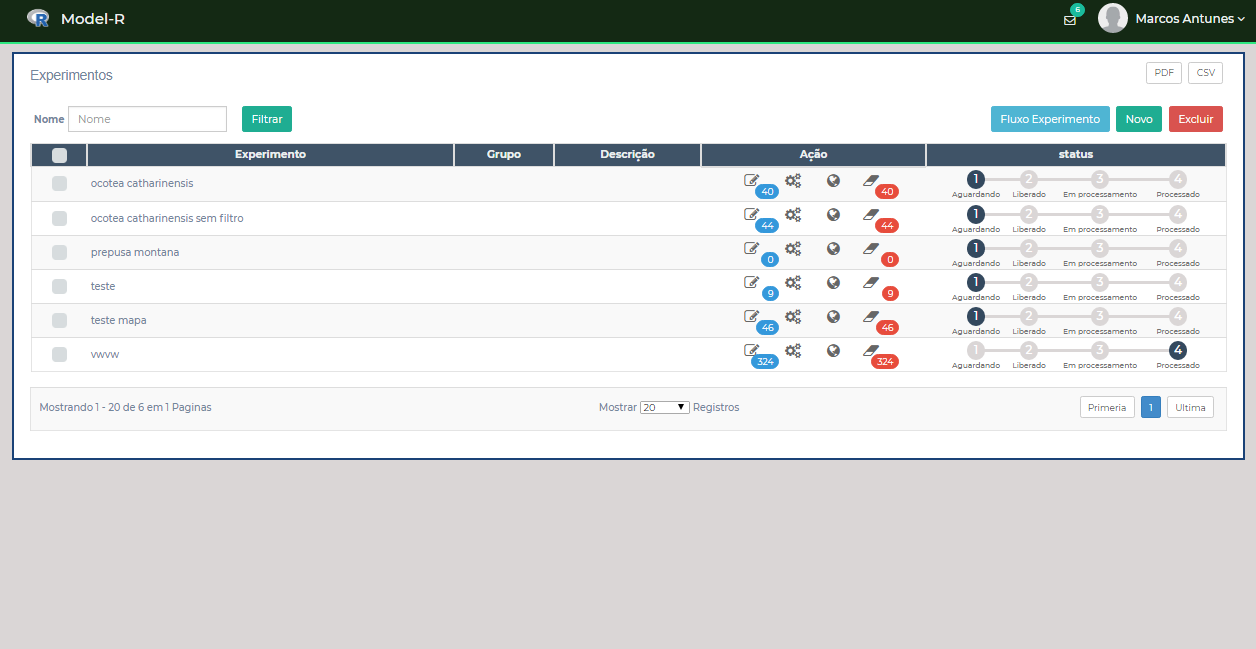 R Model-R
6
Marcos Antunes
Experimentos
PDF CSV
Nome Nome Filtrar
Fluxo Experimento Novo Excluir
Experimento Grupo Descrição Ação status
ocotea catharinensis 40 40 1 2 3 4
Aguardando Liberado Em processamento Processado
ocotea catharinensis sem filtro 44 44 1 2 3 4
Aguardando Liberado Em processamento Processado
prepusa montana 0 0 1 2 3 4
Aguardando Liberado Em processamento Processado
teste 9 9 1 2 3 4
Aguardando Liberado Em processamento Processado
teste mapa 46 46 1 2 3 4
Aguardando Liberado Em processamento Processado
vwvw 324 324 1 2 3 4
Aguardando Liberado Em processamento Processado
Mostrando 1 - 20 de 6 em 1 Paginas
Mostrar 20 Registros
Primeria 1 Ultima